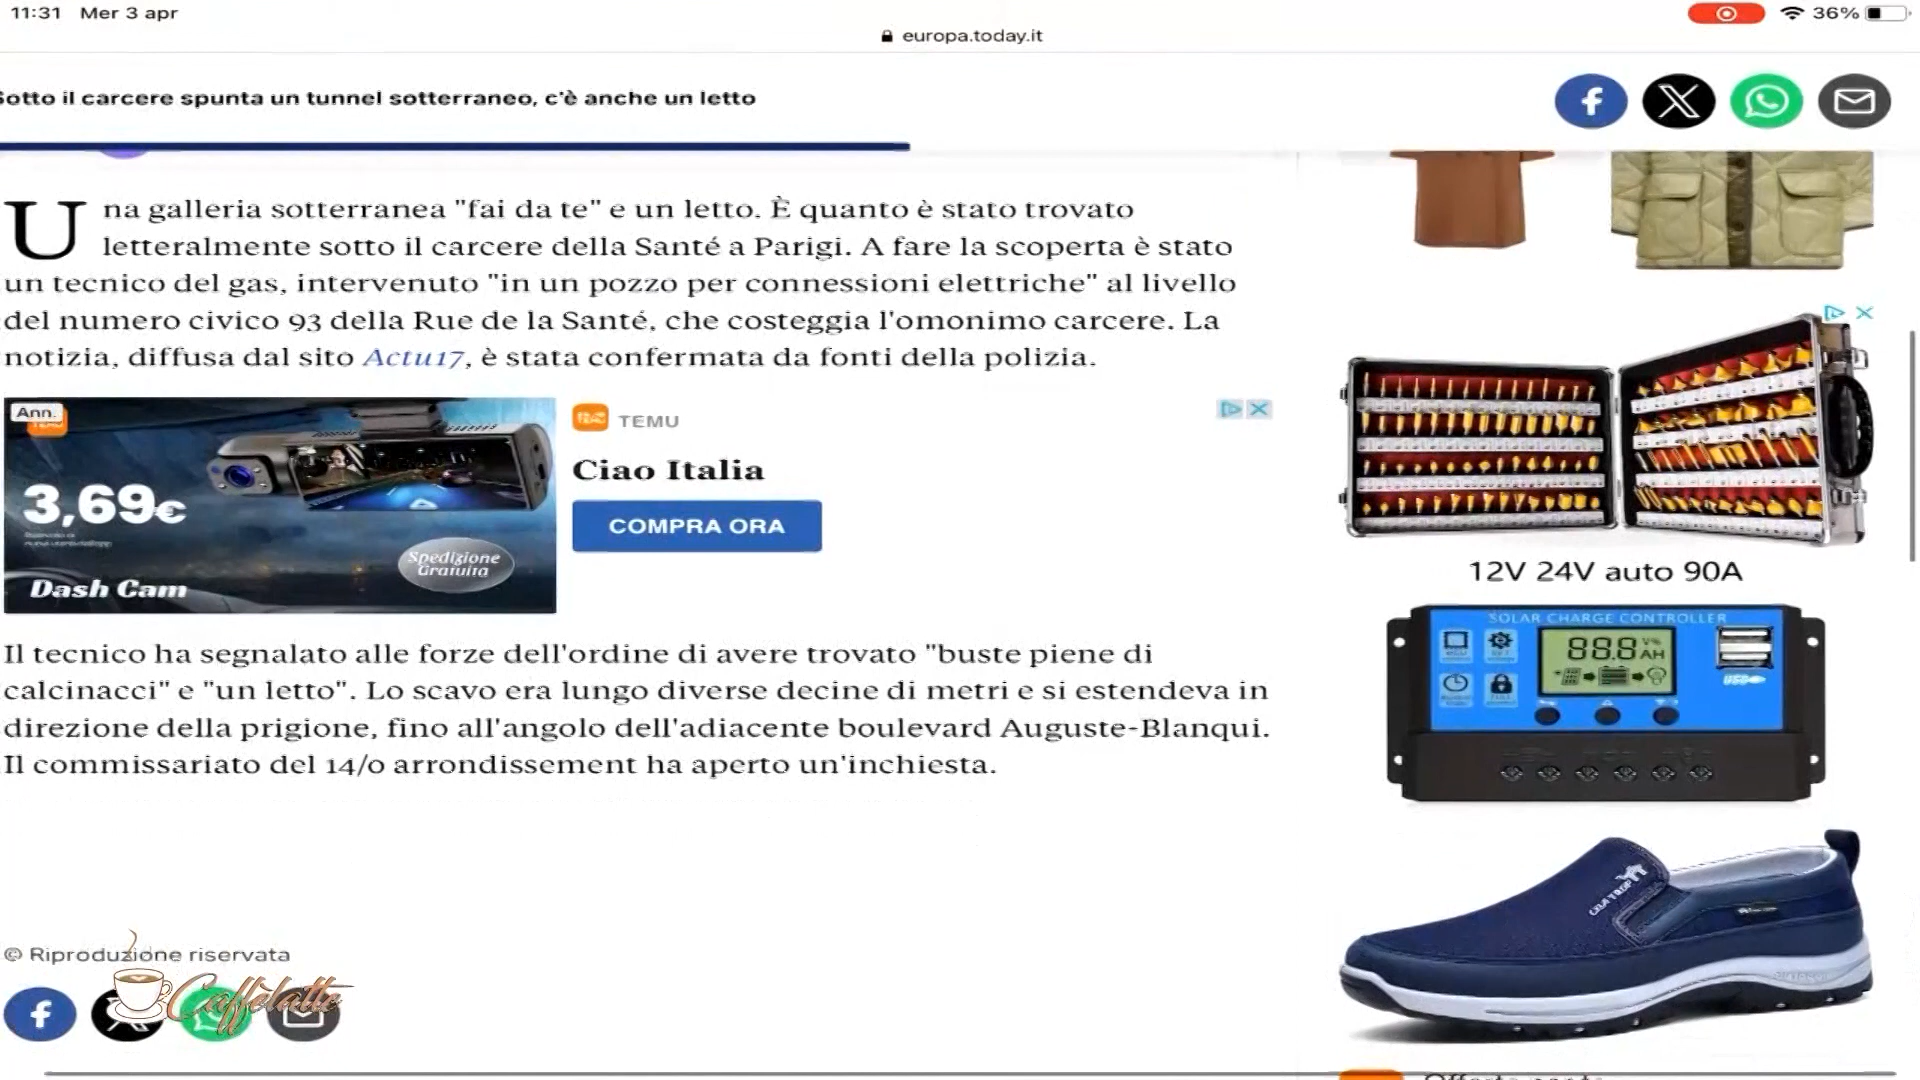 11:31 Mer 3 apr
36%
europa.today.it
Sotto il carcere spunta un tunnel sotterraneo, c'è anche un letto
Una galleria sotterranea "fai da te" e un letto. È quanto è stato trovato
letteralmente sotto il carcere della Santé a Parigi. A fare la scoperta è stato
un tecnico del gas, intervenuto "in un pozzo per connessioni elettriche" al livello
del numero civico 93 della Rue de la Santé, che costeggia l'omonimo carcere. La
notizia, diffusa dal sito Actu17, è stata confermata da fonti della polizia.
Ann.
3,69€
Spedizione
Gratuita
Dash Cam
TEMU
Ciao Italia
COMPRA ORA
Il tecnico ha segnalato alle forze dell'ordine di avere trovato "buste piene di
calcinacci" e "un letto". Lo scavo era lungo diverse decine di metri e si estendeva in
direzione della prigione, fino all'angolo dell'adiacente boulevard Auguste-Blanqui.
Il commissariato del 14/o arrondissement ha aperto un'inchiesta.
© Riproduzione riservata
Caffèlatte
12V 24V auto 90A
SOLAR CHARGE CONTROLLER
88.8 V% AH
USB